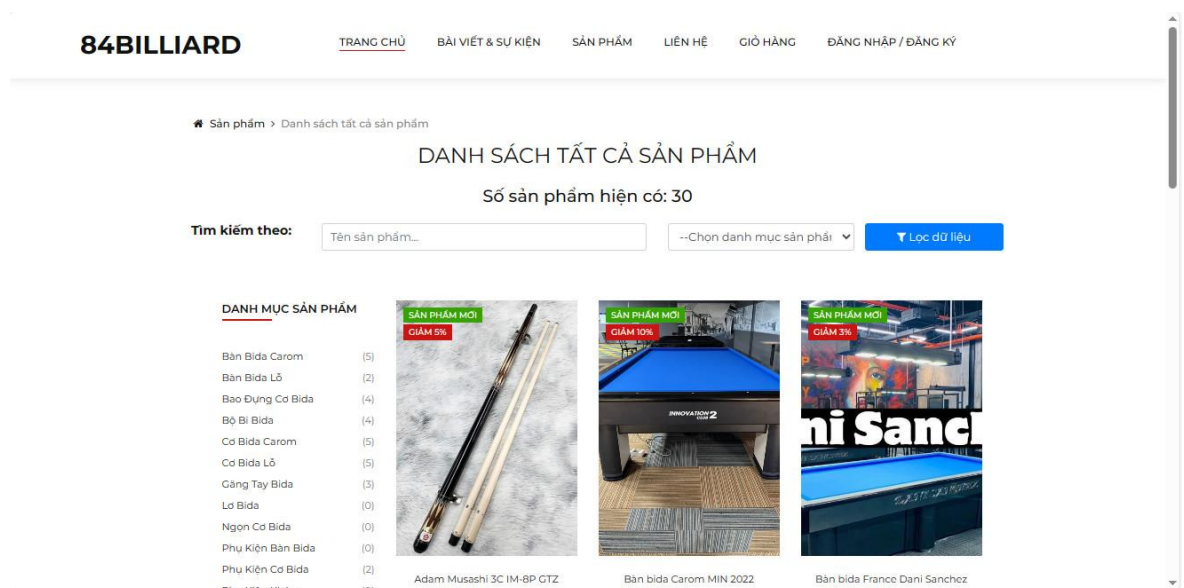 84BILLIARD
TRANG CHỦ BÀI VIẾT & SỰ KIỆN SẢN PHẨM LIÊN HỆ GIỎ HÀNG ĐĂNG NHẬP / ĐĂNG KÝ
Sản phẩm > Danh sách tất cả sản phẩm
DANH SÁCH TẤT CẢ SẢN PHẨM
Số sản phẩm hiện có: 30
Tìm kiếm theo: Tên sản phẩm... --Chọn danh mục sản phẩ Lọc dữ liệu
DANH MỤC SẢN PHẨM
Bàn Bida Carom (5)
Bàn Bida Lỗ (2)
Bao Đựng Cơ Bida (4)
Bộ Bi Bida (4)
Cơ Bida Carom (5)
Cơ Bida Lỗ (5)
Găng Tay Bida (3)
Lơ Bida (0)
Ngọn Cơ Bida (0)
Phụ Kiện Bàn Bida (0)
Phụ Kiện Cơ Bida (2)
SẢN PHẨM MỚI
GIẢM 5%
Adam Musashi 3C IM-8P GTZ
SẢN PHẨM MỚI
GIẢM 10%
INNOVATION 2
Bàn bida Carom MIN 2022
SẢN PHẨM MỚI
GIẢM 3%
ni Sanc
Bàn bida France Dani Sanchez